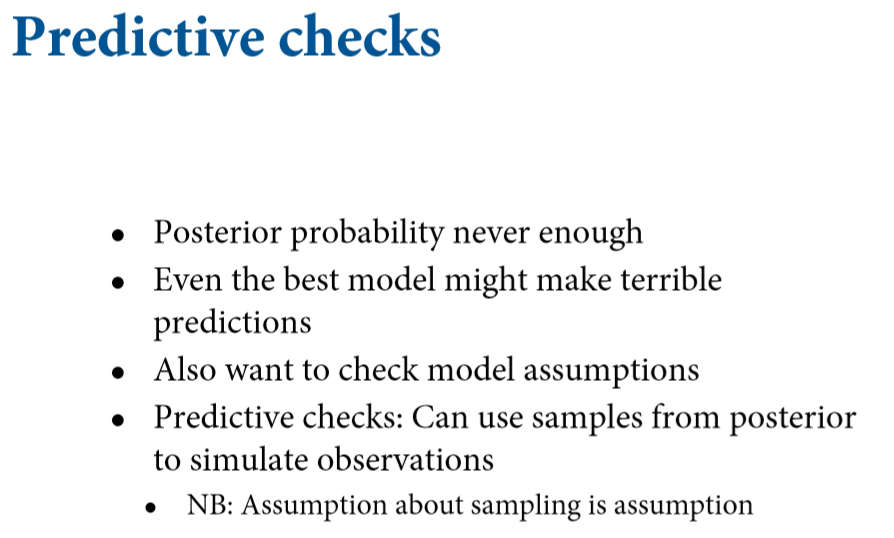 Predictive checks
• Posterior probability never enough
• Even the best model might make terrible
predictions
• Also want to check model assumptions
• Predictive checks: Can use samples from posterior
to simulate observations
• NB: Assumption about sampling is assumption